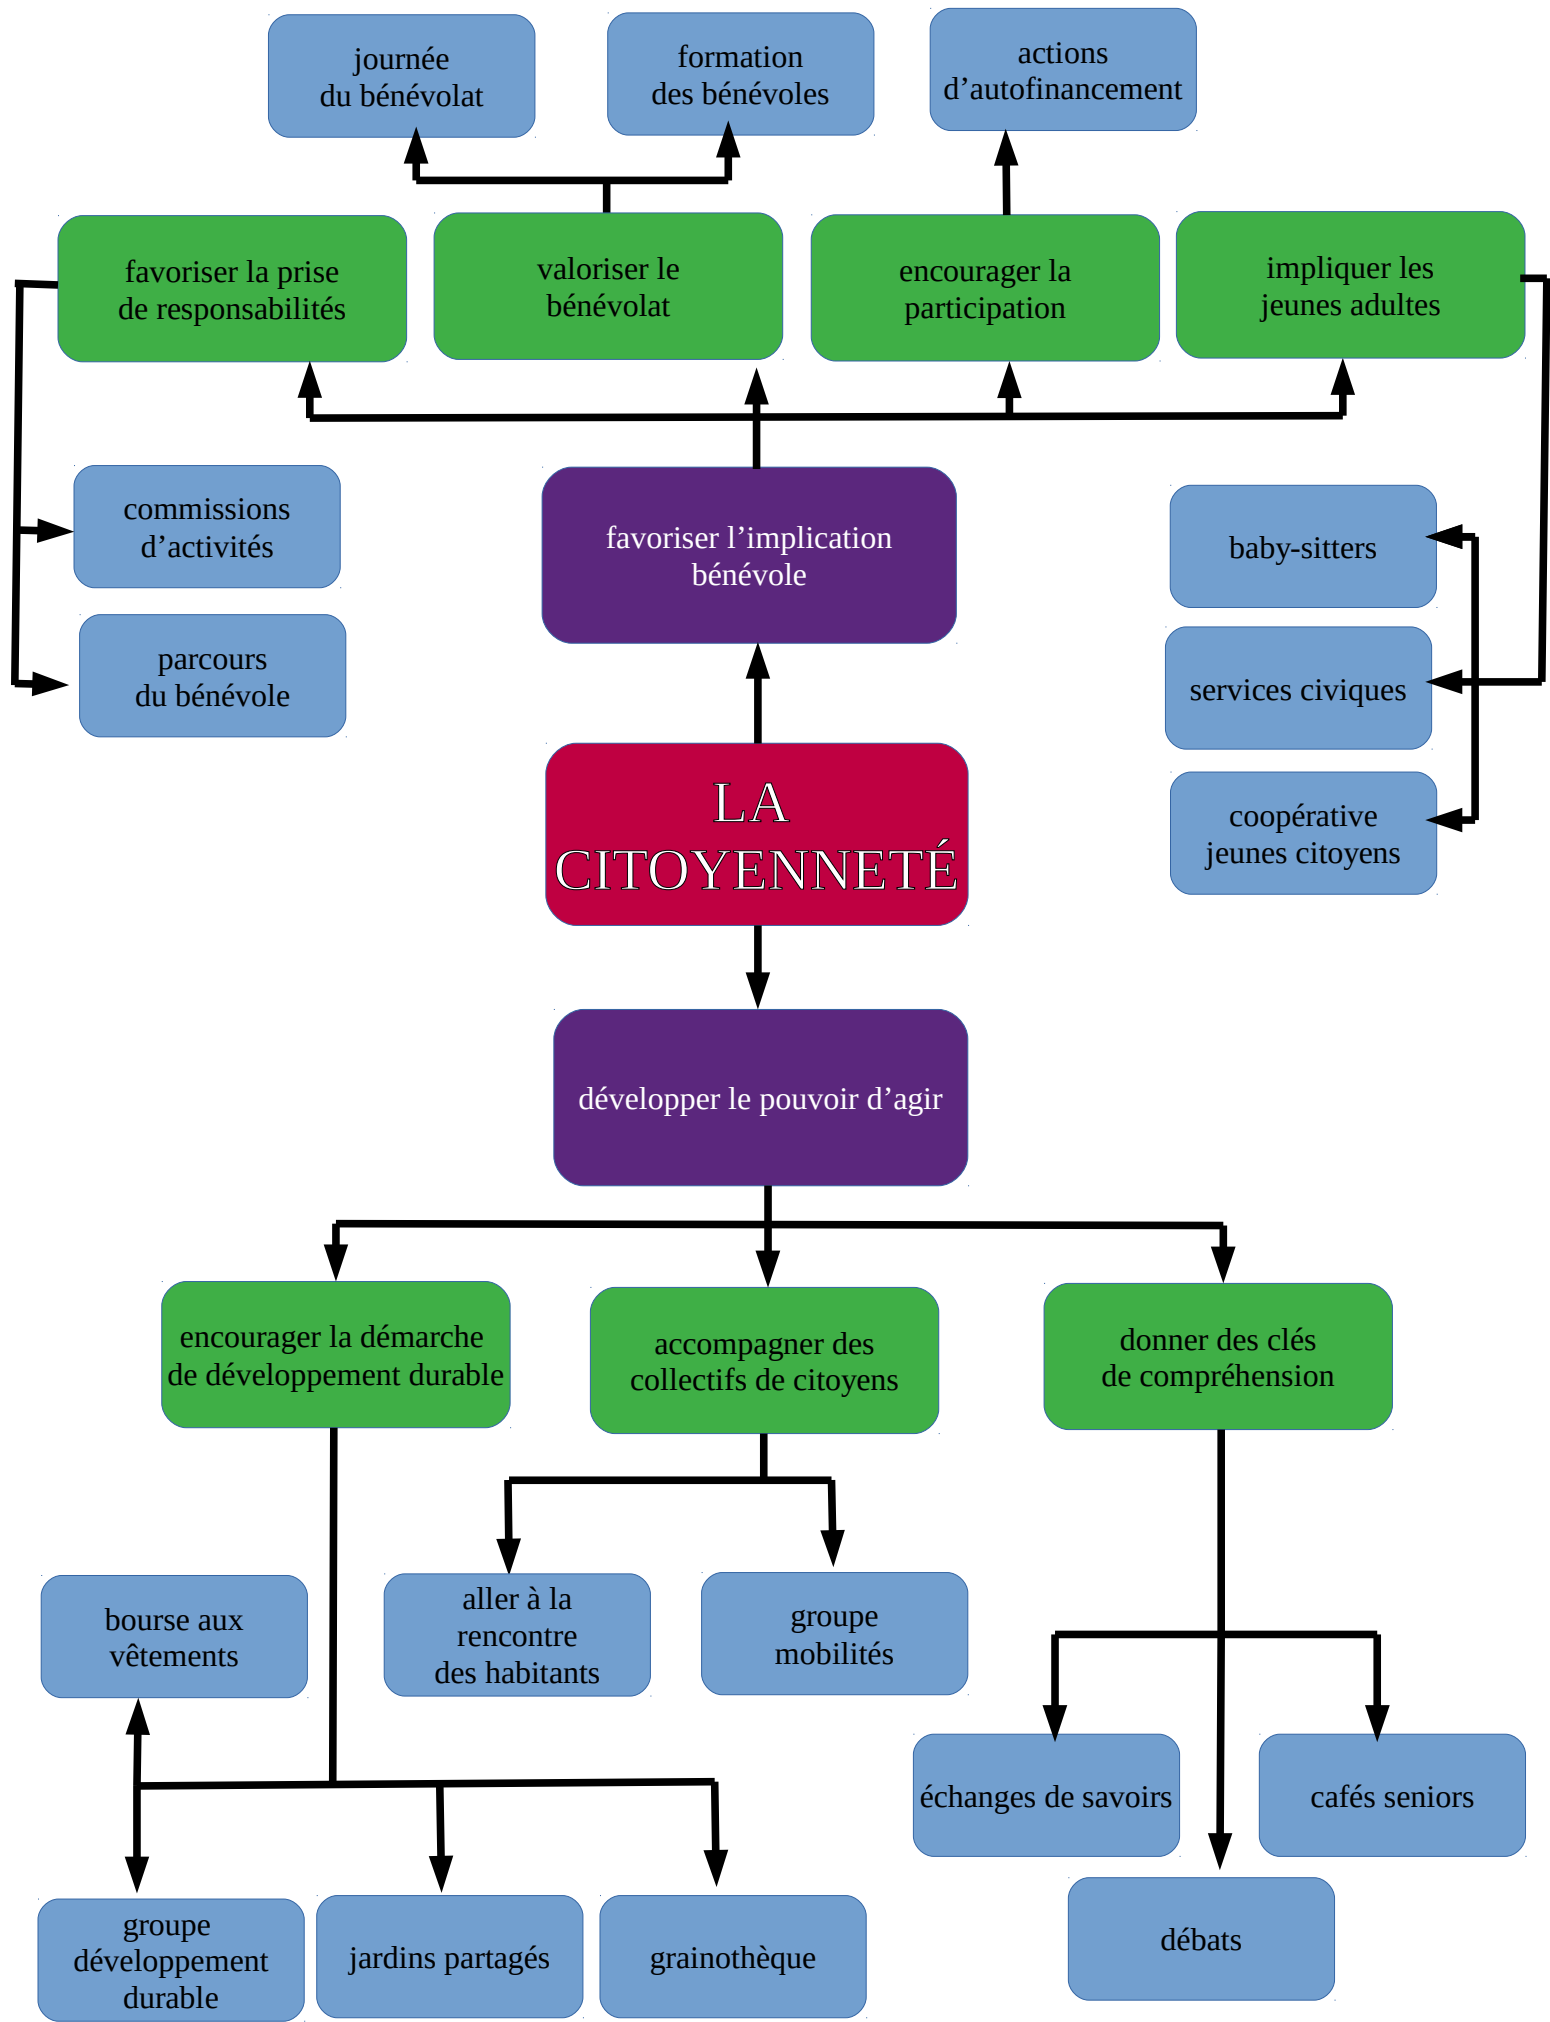 journée
du bénévolat
formation
des bénévoles
actions
d’autofinancement
favoriser la prise
de responsabilités
valoriser le
bénévolat
encourager la
participation
impliquer les
jeunes adultes
commissions
d’activités
parcours
du bénévole
favoriser l’implication
bénévole
baby-sitters
services civiques
coopérative
jeunes citoyens
LA
CITOYENNETÉ
développer le pouvoir d’agir
encourager la démarche
de développement durable
accompagner des
collectifs de citoyens
donner des clés
de compréhension
bourse aux
vêtements
aller à la
rencontre
des habitants
groupe
mobilités
échanges de savoirs
cafés seniors
débats
groupe
développement
durable
jardins partagés
grainothèque